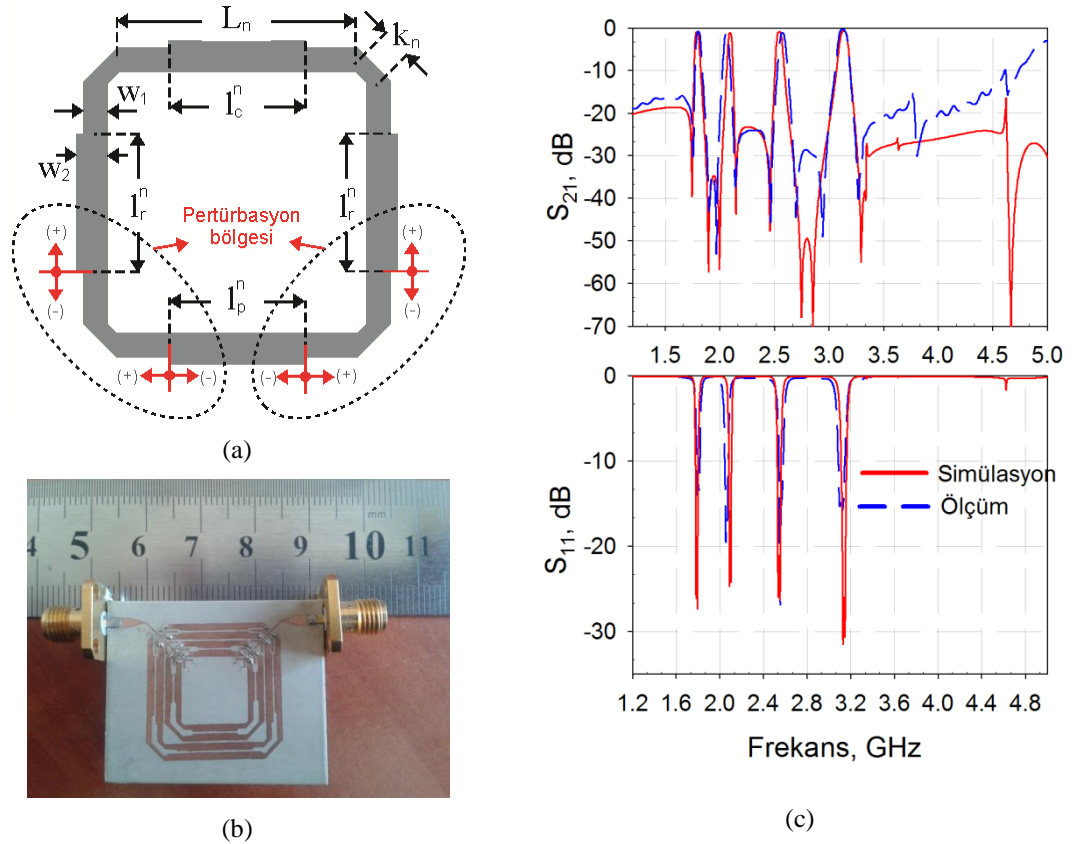 Lₙ
kₙ
w₁
lcⁿ
w₂
lrⁿ
lrⁿ
Pertürbasyon
bölgesi
(+)
(-)
(+)
(-)
lpⁿ
(+)
(-)
(-)
(+)
(a)
4 5 6 7 8 9 10 11
mm
(b)
S₂₁, dB
0
-10
-20
-30
-40
-50
-60
-70
1.5 2.0 2.5 3.0 3.5 4.0 4.5 5.0
S₁₁, dB
0
-10
-20
-30
Simülasyon
Ölçüm
1.2 1.6 2.0 2.4 2.8 3.2 3.6 4.0 4.4 4.8
Frekans, GHz
(c)